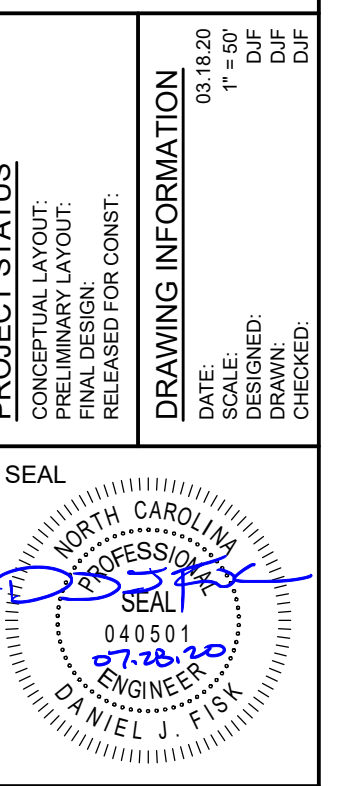 PROJECT STATUS
CONCEPTUAL LAYOUT:
PRELIMINARY LAYOUT:
FINAL DESIGN:
RELEASED FOR CONST:
DRAWING INFORMATION
DATE: 03.18.20
SCALE: 1" = 50'
DESIGNED: DJF
DRAWN: DJF
CHECKED: DJF
SEAL
NORTH CAROLINA
PROFESSIONAL
SEAL
040501
07.28.20
ENGINEER
DANIEL J. FISK